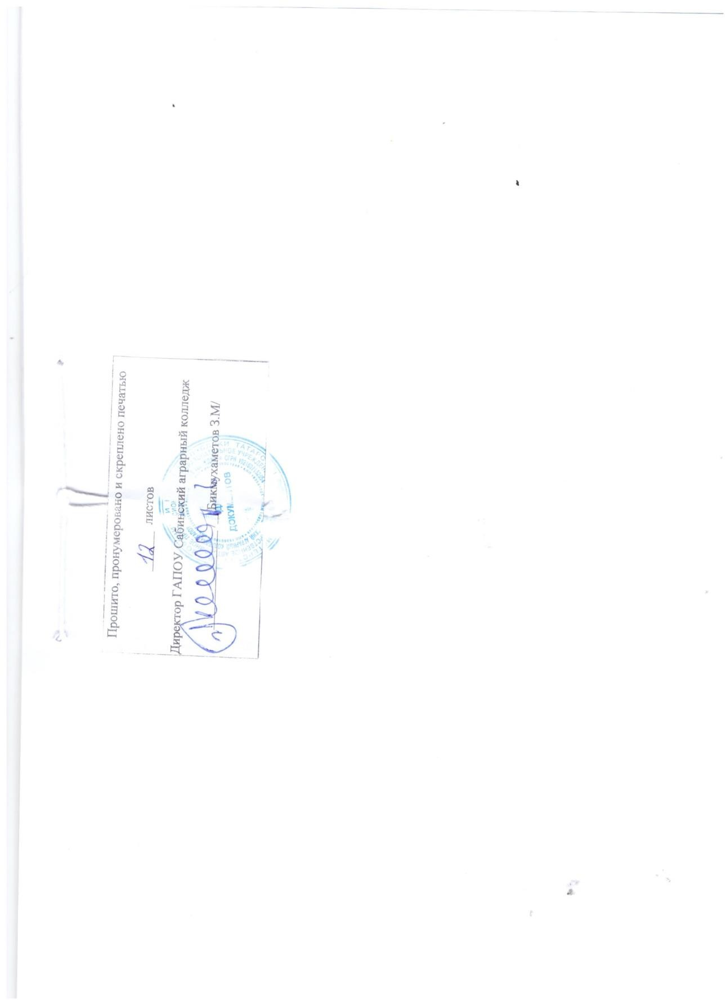 Прошито, пронумеровано и скреплено печатью
12 листов
Директор ГАПОУ Сабинский аграрный колледж
/Бикмухаметов З.М/